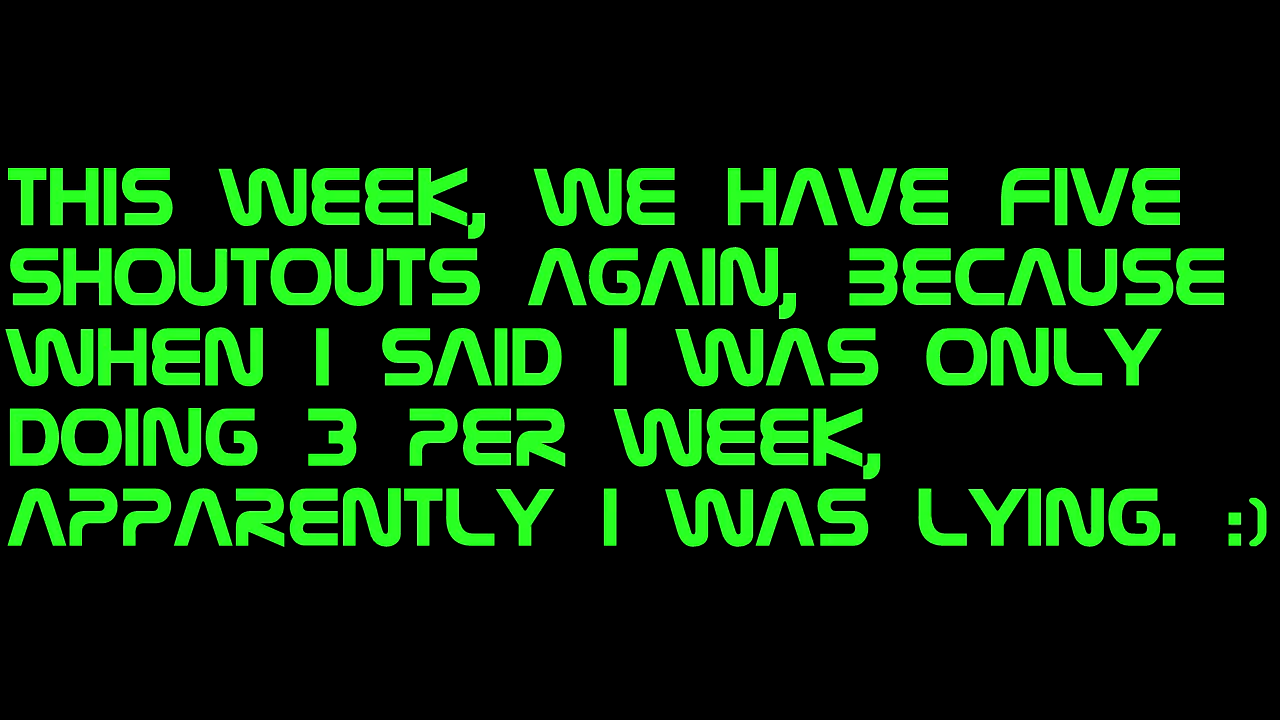 THIS WEEK, WE HAVE FIVE
SHOUTOUTS AGAIN, BECAUSE
WHEN I SAID I WAS ONLY
DOING 3 PER WEEK,
APPARENTLY I WAS LYING. :)